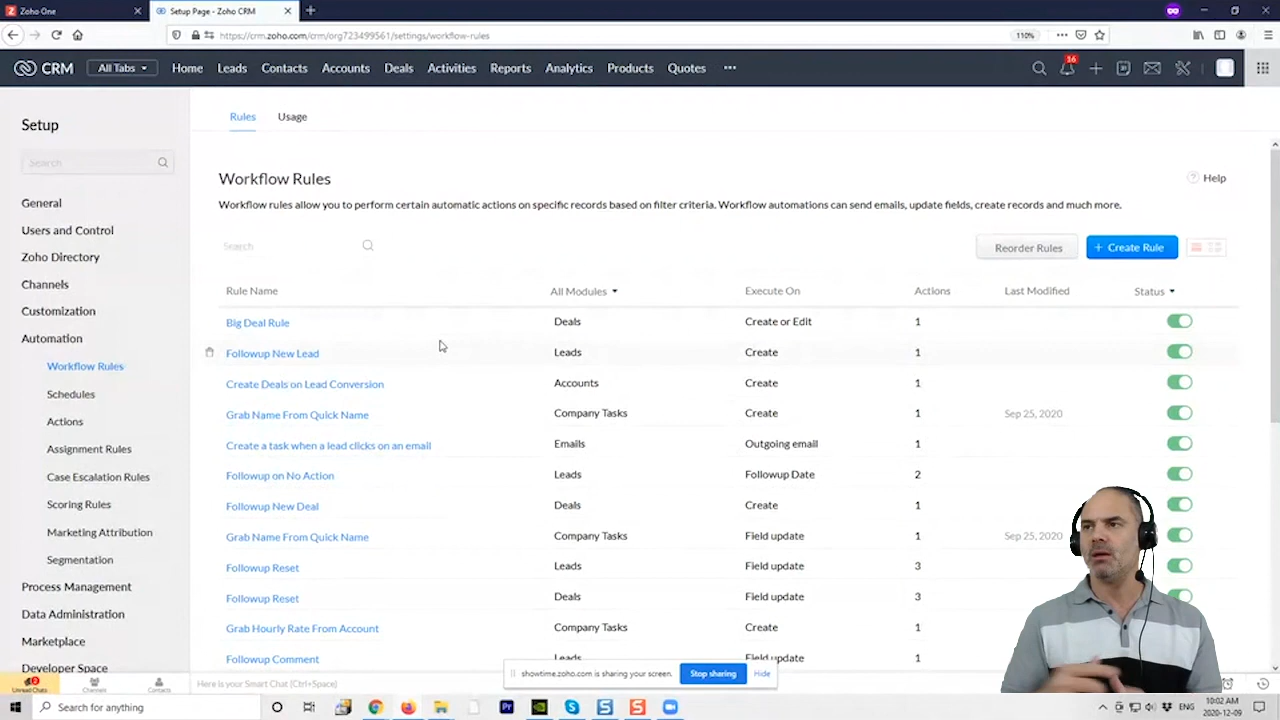 Zoho One
Setup Page - Zoho CRM
https://crm.zoho.com/crm/org723499561/settings/workflow-rules
110%
CRM
All Tabs
Home
Leads
Contacts
Accounts
Deals
Activities
Reports
Analytics
Products
Quotes
16
Setup
Search
General
Users and Control
Zoho Directory
Channels
Customization
Automation
Workflow Rules
Schedules
Actions
Assignment Rules
Case Escalation Rules
Scoring Rules
Marketing Attribution
Segmentation
Process Management
Data Administration
Marketplace
Developer Space
Rules
Usage
Workflow Rules
Help
Workflow rules allow you to perform certain automatic actions on specific records based on filter criteria. Workflow automations can send emails, update fields, create records and much more.
Search
Reorder Rules
+ Create Rule
Rule Name All Modules Execute On Actions Last Modified Status
Big Deal Rule Deals Create or Edit 1
Followup New Lead Leads Create 1
Create Deals on Lead Conversion Accounts Create 1
Grab Name From Quick Name Company Tasks Create 1 Sep 25, 2020
Create a task when a lead clicks on an email Emails Outgoing email 1
Followup on No Action Leads Followup Date 2
Followup New Deal Deals Create 1
Grab Name From Quick Name Company Tasks Field update 1 Sep 25, 2020
Followup Reset Leads Field update 3
Followup Reset Deals Field update 3
Grab Hourly Rate From Account Company Tasks Create 1
Followup Comment Leads Field update 1
showtime.zoho.com is sharing your screen.
Stop sharing
Hide
2
Unread Chats
Channels
Contacts
Here is your Smart Chat (Ctrl+Space)
Search for anything
Pr
S
S
S
ENG
10:02 AM
2020-12-09